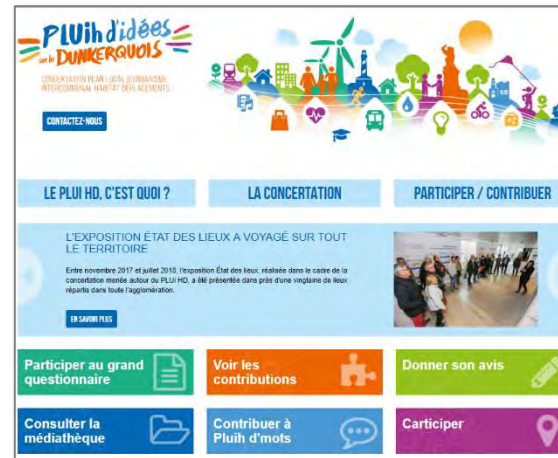 PLUih d'idées
sur le DUNKERQUOIS
CONCERTATION PLAN LOCAL D'URBANISME
INTERCOMMUNAL HABITAT DÉPLACEMENTS
CONTACTEZ-NOUS
LE PLUI HD, C'EST QUOI ?
LA CONCERTATION
PARTICIPER / CONTRIBUER
L'EXPOSITION ÉTAT DES LIEUX A VOYAGÉ SUR TOUT
LE TERRITOIRE
Entre novembre 2017 et juillet 2018, l'exposition État des lieux, réalisée dans le cadre de la
concertation menée autour du PLUI HD, a été présentée dans près d'une vingtaine de lieux
répartis dans toute l'agglomération.
EN SAVOIR PLUS
Participer au grand
questionnaire
Voir les
contributions
Donner son avis
Consulter la
médiathèque
Contribuer à
Pluih d'mots
Carticiper